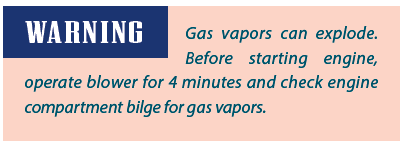 WARNING
Gas vapors can explode.
Before starting engine,
operate blower for 4 minutes and check engine
compartment bilge for gas vapors.